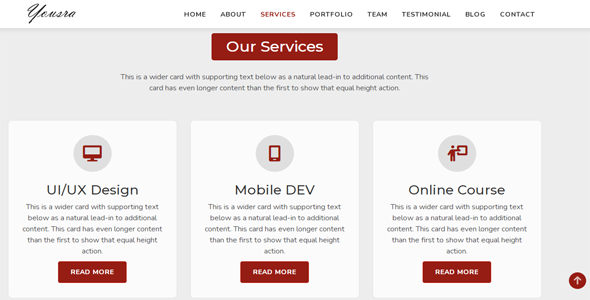 Yousra HOME ABOUT SERVICES PORTFOLIO TEAM TESTIMONIAL BLOG CONTACT
Our Services
This is a wider card with supporting text below as a natural lead-in to additional content. This
card has even longer content than the first to show that equal height action.
UI/UX Design
This is a wider card with supporting text
below as a natural lead-in to additional
content. This card has even longer content
than the first to show that equal height
action.
READ MORE
Mobile DEV
This is a wider card with supporting text
below as a natural lead-in to additional
content. This card has even longer content
than the first to show that equal height
action.
READ MORE
Online Course
This is a wider card with supporting text
below as a natural lead-in to additional
content. This card has even longer content
than the first to show that equal height
action.
READ MORE